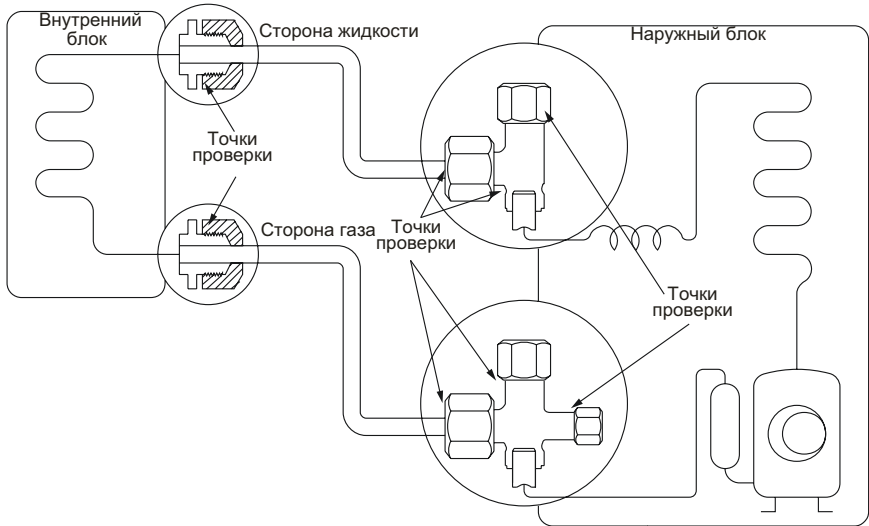 Внутренний
блок
Сторона жидкости
Наружный блок
Точки
проверки
Сторона газа
Точки
проверки
Точки
проверки